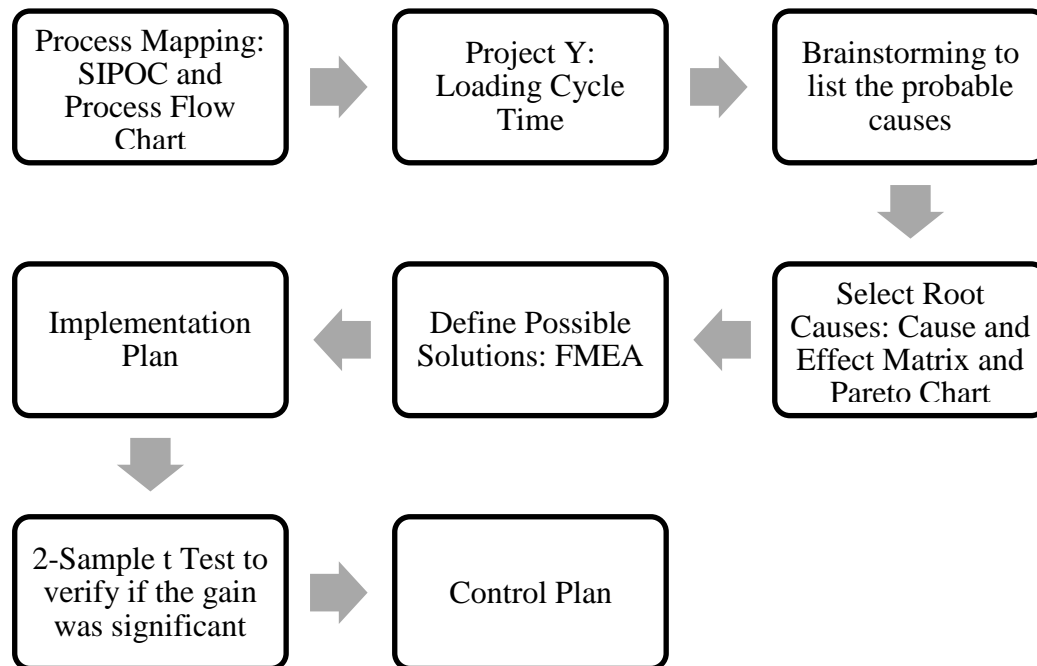 Process Mapping:
SIPOC and
Process Flow
Chart
Project Y:
Loading Cycle
Time
Brainstorming to
list the probable
causes
Select Root
Causes: Cause and
Effect Matrix and
Pareto Chart
Define Possible
Solutions: FMEA
Implementation
Plan
2-Sample t Test to
verify if the gain
was significant
Control Plan